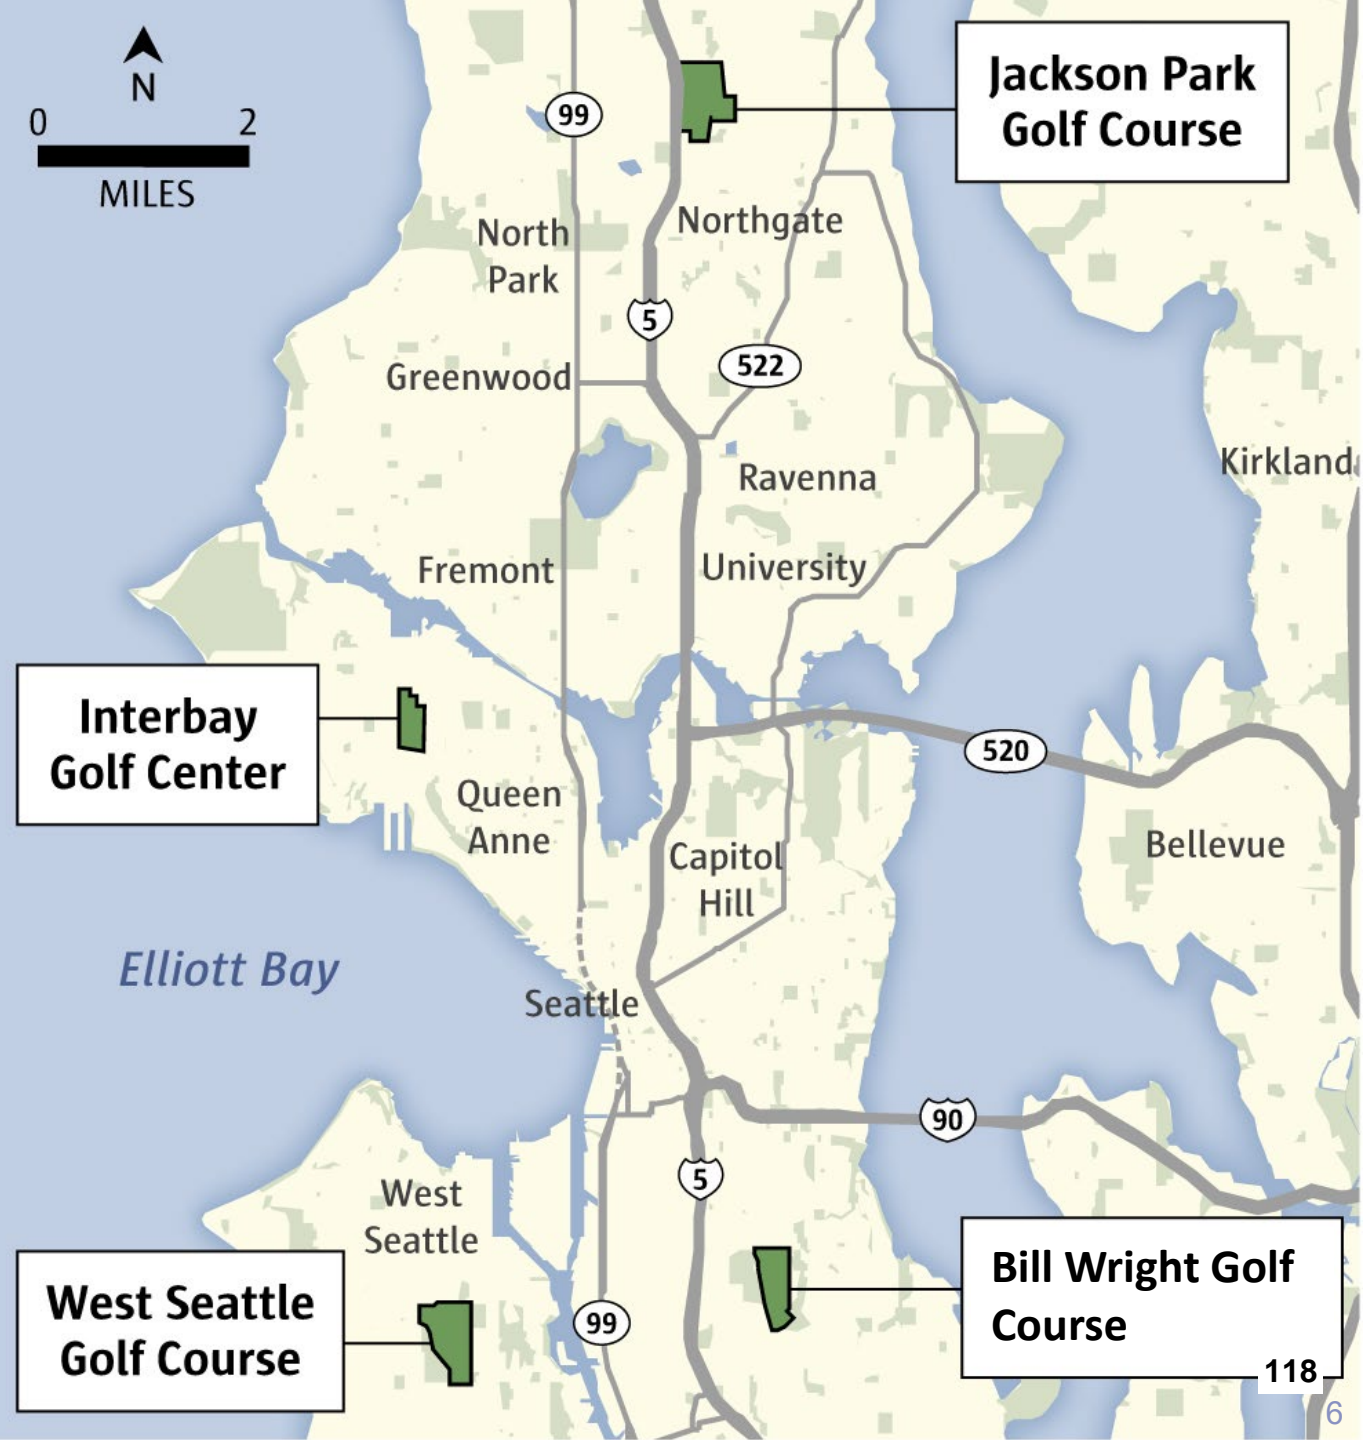 N
0 2
MILES
99
Jackson Park
Golf Course
North
Park
Northgate
5
522
Greenwood
Ravenna
Kirkland
Fremont
University
Interbay
Golf Center
520
Queen
Anne
Capitol
Hill
Bellevue
Elliott Bay
Seattle
90
5
West
Seattle
West Seattle
Golf Course
99
Bill Wright Golf
Course
118
6